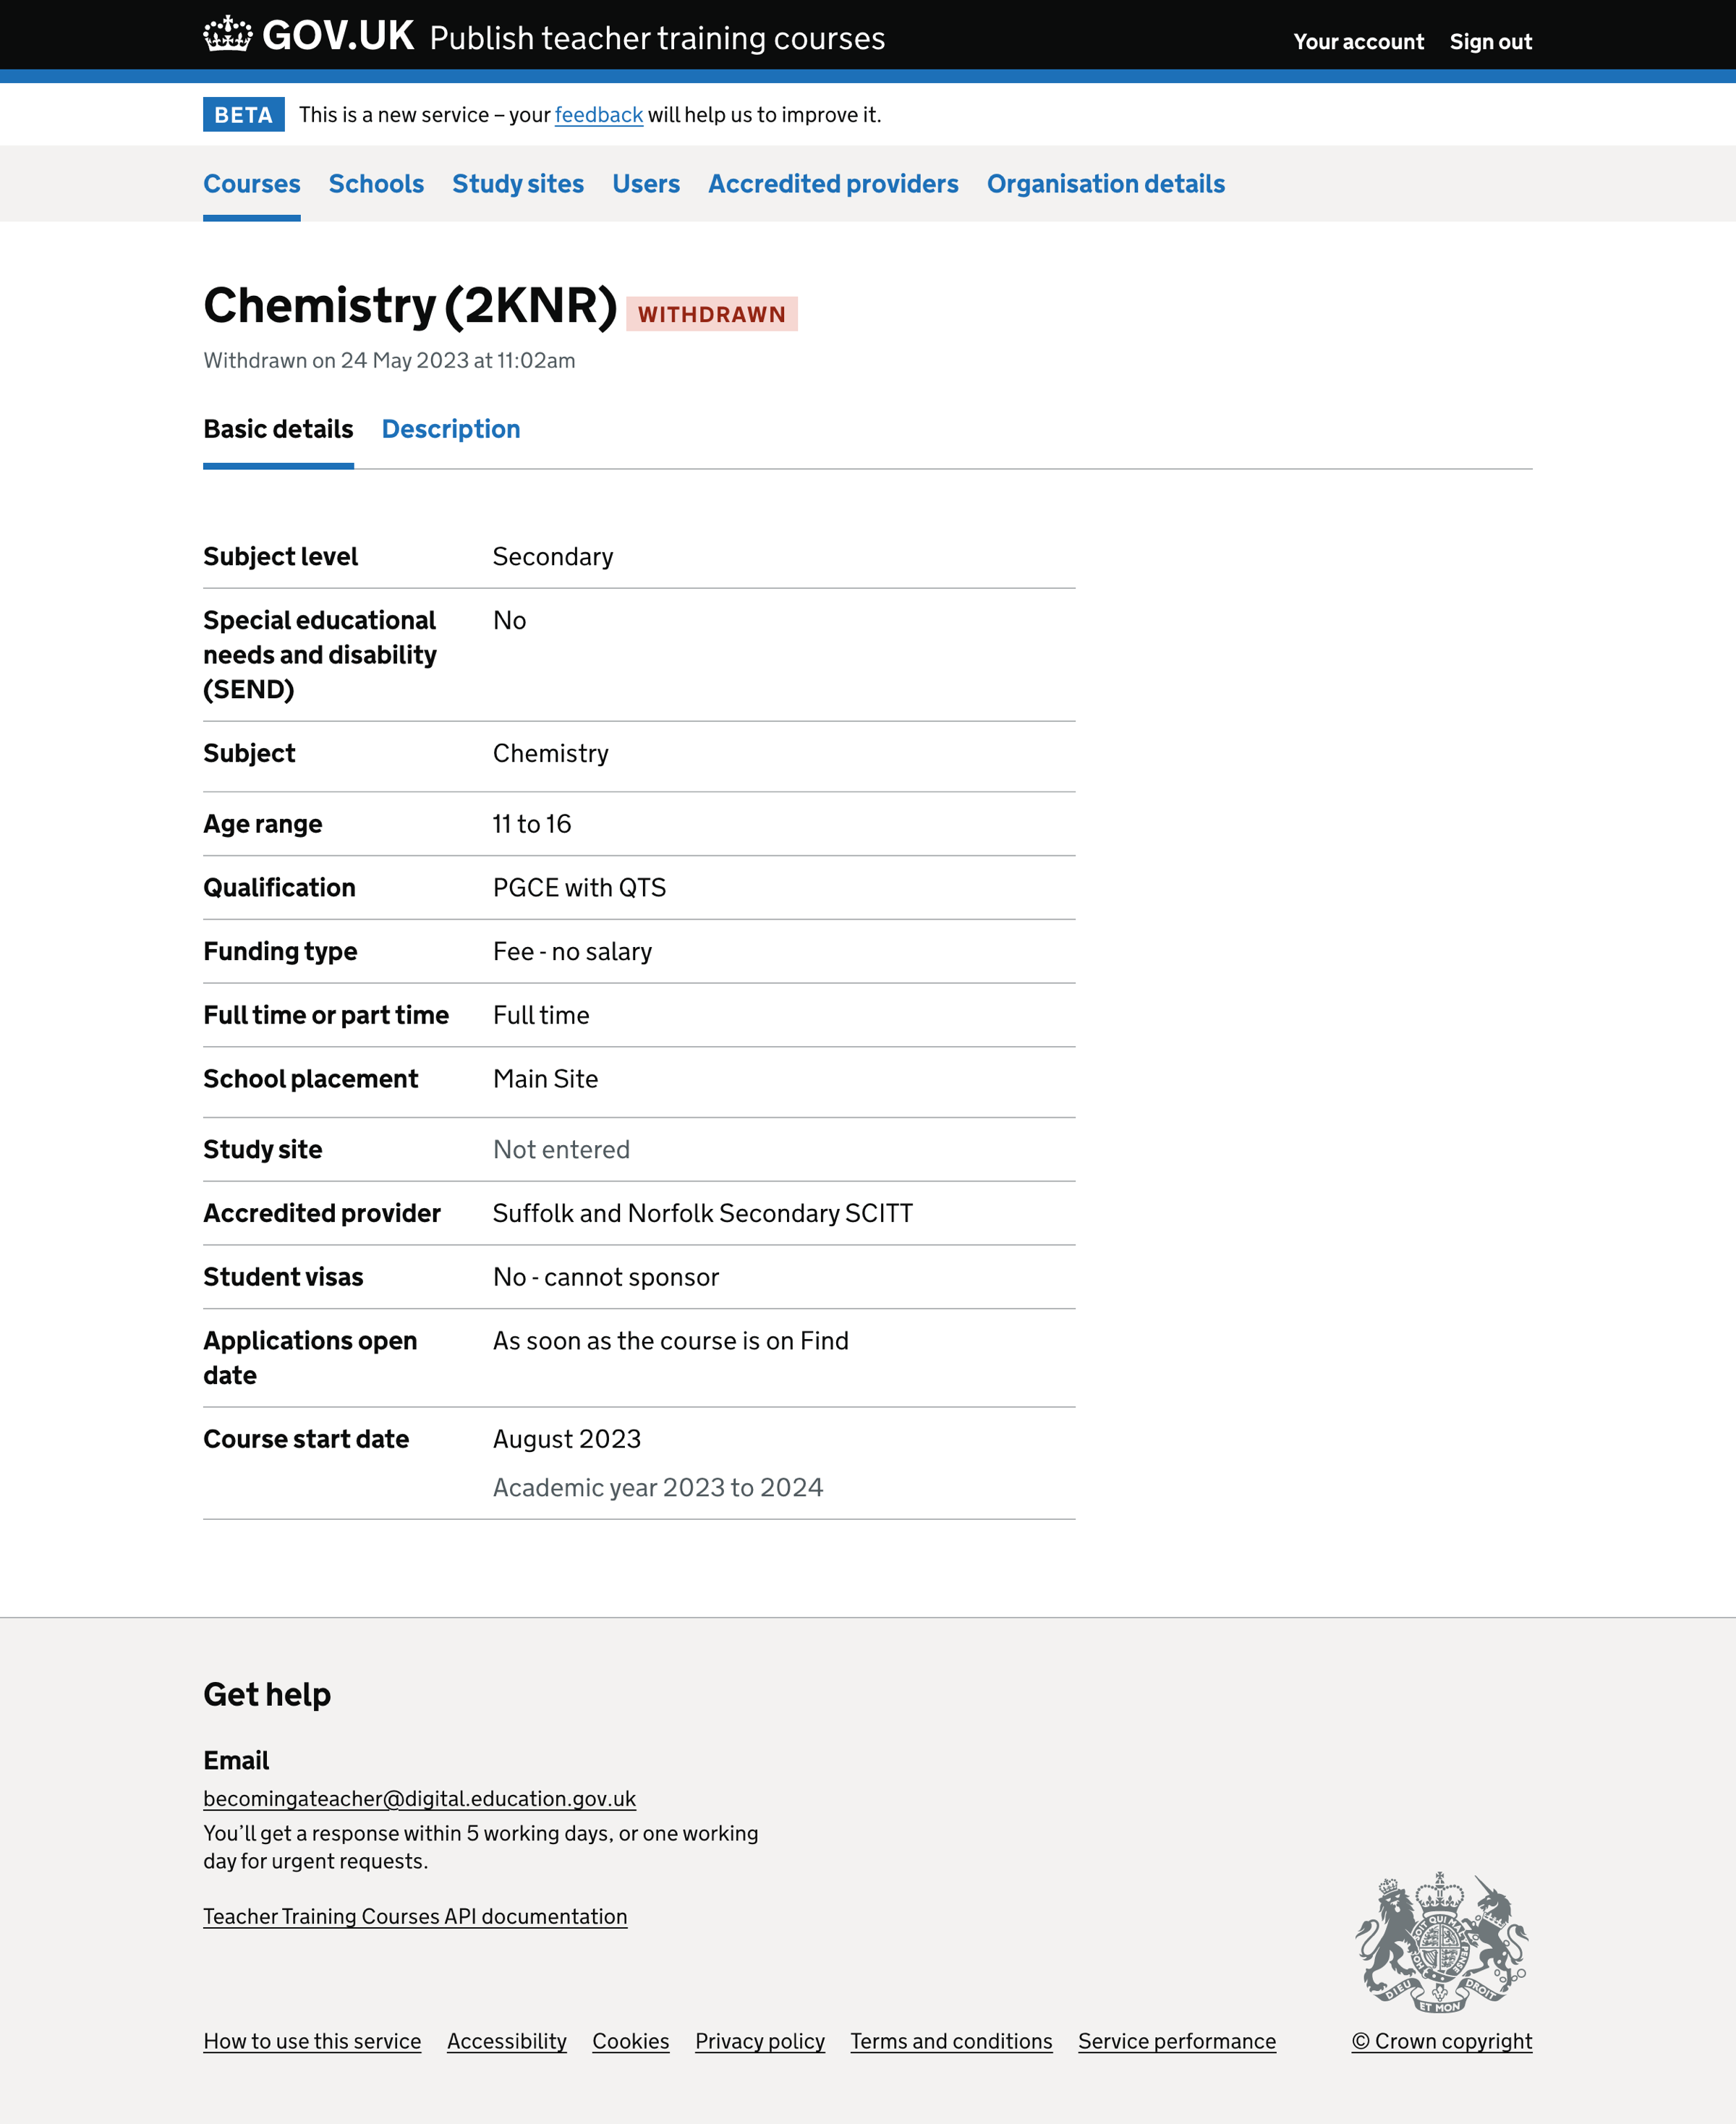 GOV.UK Publish teacher training courses
Your account Sign out
BETA This is a new service – your feedback will help us to improve it.
Courses Schools Study sites Users Accredited providers Organisation details
Chemistry (2KNR) WITHDRAWN
Withdrawn on 24 May 2023 at 11:02am
Basic details Description
Subject level Secondary
Special educational No
needs and disability
(SEND)
Subject Chemistry
Age range 11 to 16
Qualification PGCE with QTS
Funding type Fee - no salary
Full time or part time Full time
School placement Main Site
Study site Not entered
Accredited provider Suffolk and Norfolk Secondary SCITT
Student visas No - cannot sponsor
Applications open As soon as the course is on Find
date
Course start date August 2023
Academic year 2023 to 2024
Get help
Email
becomingateacher@digital.education.gov.uk
You’ll get a response within 5 working days, or one working
day for urgent requests.
Teacher Training Courses API documentation
DIEU ET MON DROIT
How to use this service Accessibility Cookies Privacy policy Terms and conditions Service performance © Crown copyright